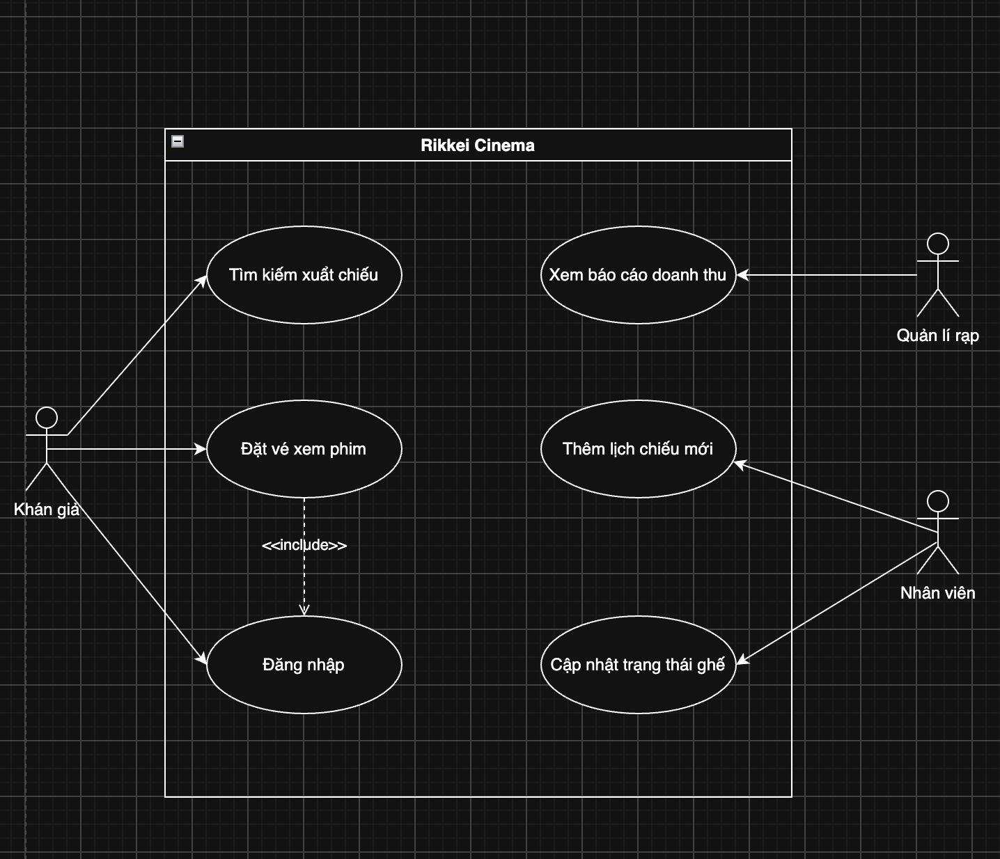 Rikkei Cinema
Tìm kiếm xuất chiếu
Xem báo cáo doanh thu
Quản lí rạp
Đặt vé xem phim
Thêm lịch chiếu mới
Khán giả
<<include>>
Nhân viên
Đăng nhập
Cập nhật trạng thái ghế